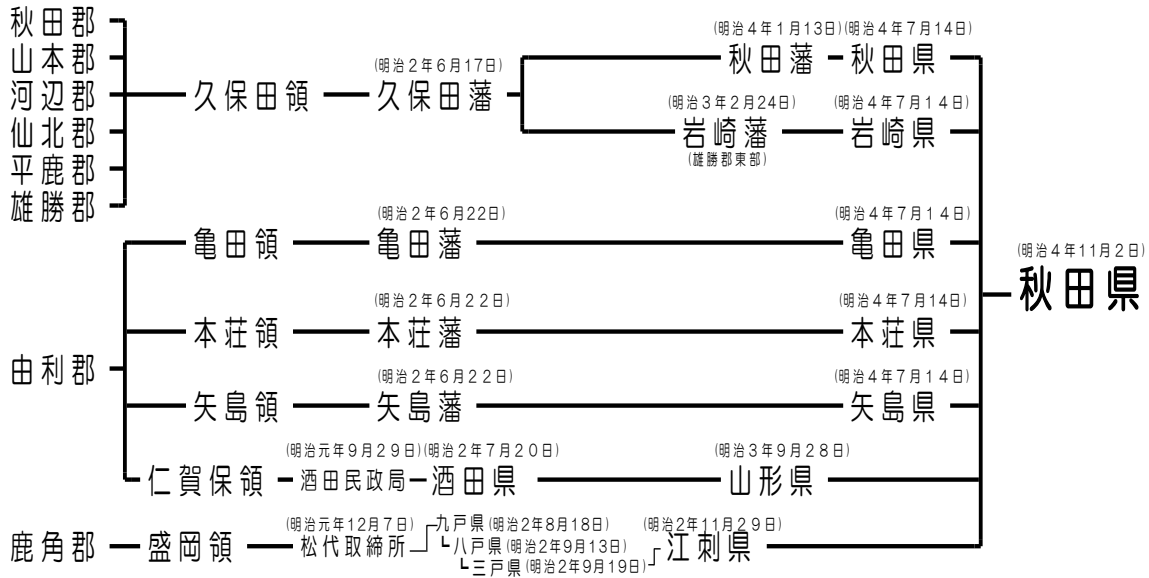 秋田郡
山本郡
河辺郡
仙北郡
平鹿郡
雄勝郡
久保田領
(明治2年6月17日)
久保田藩
(明治4年1月13日)
秋田藩
(明治4年7月14日)
秋田県
(明治3年2月24日)
岩崎藩
(雄勝郡東部)
(明治4年7月14日)
岩崎県
由利郡
亀田領
(明治2年6月22日)
亀田藩
(明治4年7月14日)
亀田県
本荘領
(明治2年6月22日)
本荘藩
(明治4年7月14日)
本荘県
矢島領
(明治2年6月22日)
矢島藩
(明治4年7月14日)
矢島県
仁賀保領
(明治元年9月29日)
酒田民政局
(明治2年7月20日)
酒田県
(明治3年9月28日)
山形県
鹿角郡
盛岡領
(明治元年12月7日)
松代取締所
九戸県(明治2年8月18日)
八戸県(明治2年9月13日)
三戸県(明治2年9月19日)
(明治2年11月29日)
江刺県
(明治4年11月2日)
秋田県